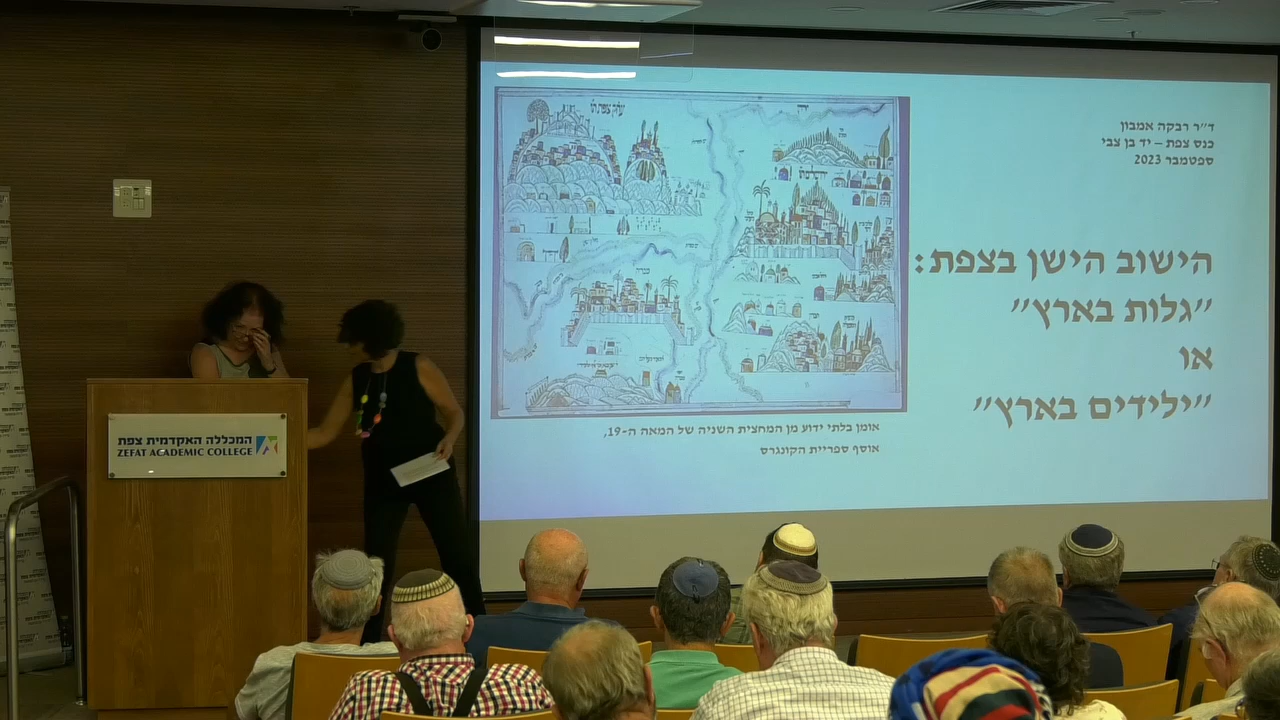 ד״ר רבקה אמבון
כנס צפת – יד בן צבי
ספטמבר 2023
הישוב הישן בצפת:
״גלות בארץ״
או
״ילידים בארץ״
אומן בלתי ידוע מן המחצית השניה של המאה ה-19,
אוסף ספריית הקונגרס
המכללה האקדמית צפת
ZEFAT ACADEMIC COLLEGE